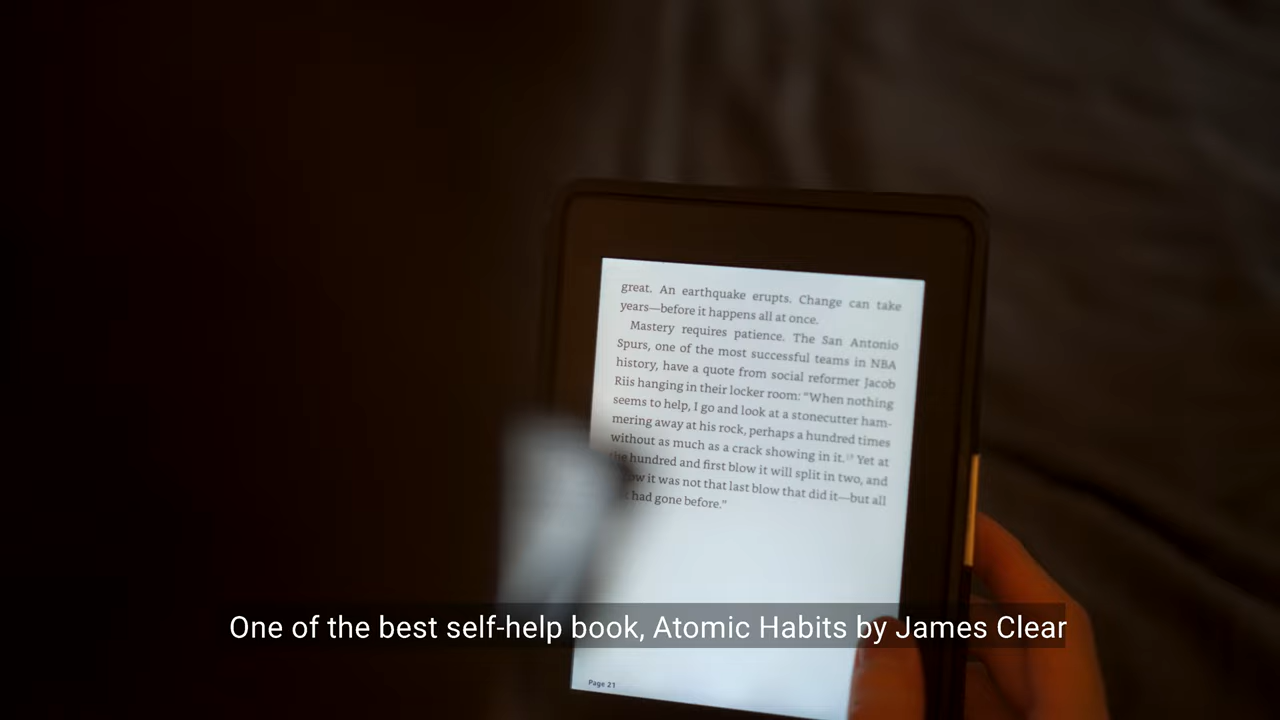 great. An earthquake erupts. Change can take
years—before it happens all at once.
Mastery requires patience. The San Antonio
Spurs, one of the most successful teams in NBA
history, have a quote from social reformer Jacob
Riis hanging in their locker room: “When nothing
seems to help, I go and look at a stonecutter ham-
mering away at his rock, perhaps a hundred times
without as much as a crack showing in it.¹⁹ Yet at
the hundred and first blow it will split in two, and
it was not that last blow that did it—but all
had gone before.”
One of the best self-help book, Atomic Habits by James Clear
Page 21